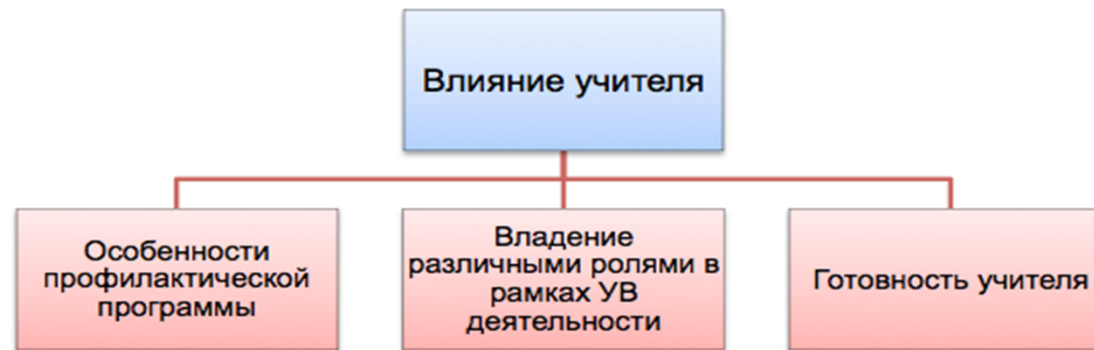 Влияние учителя
Особенности
профилактической
программы
Владение
различными ролями в
рамках УВ
деятельности
Готовность учителя